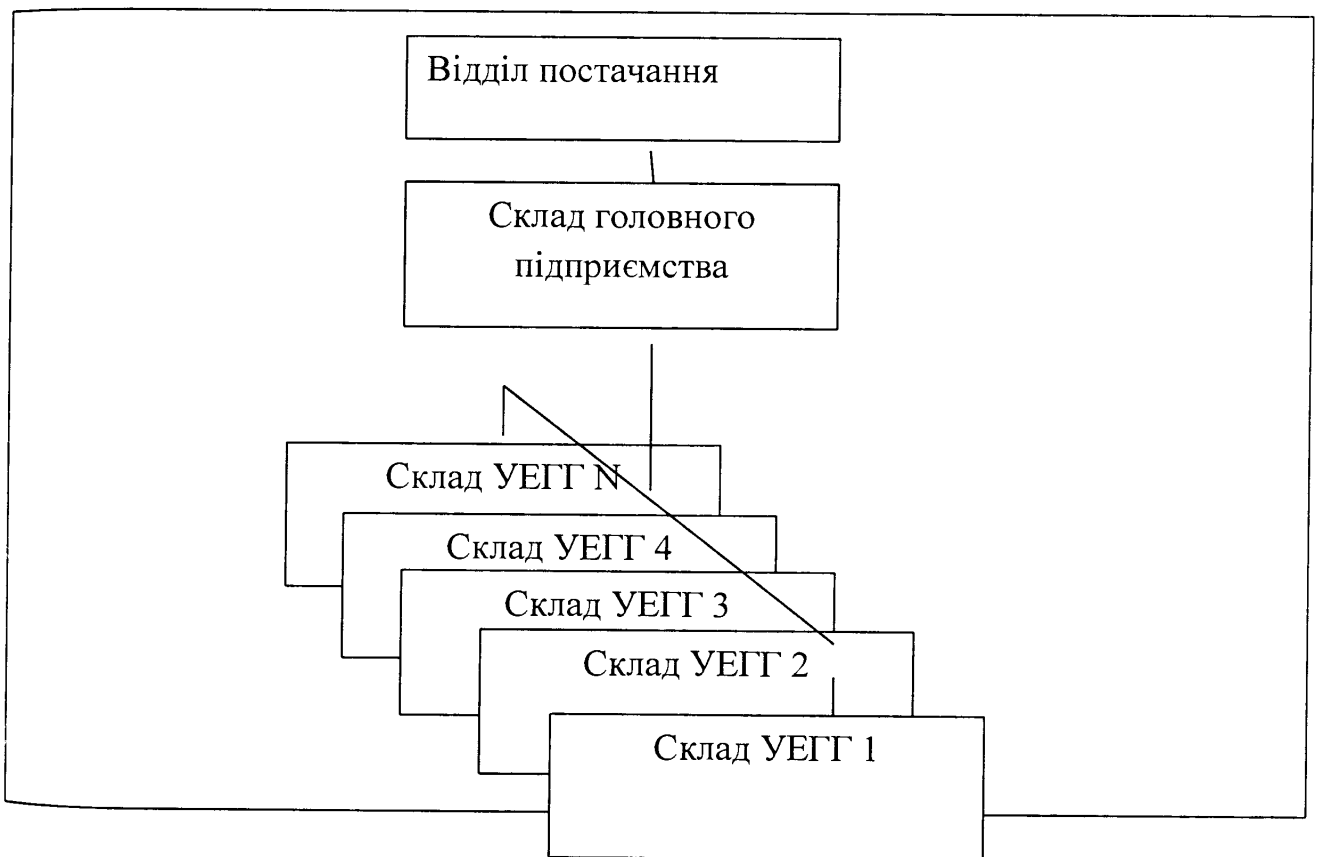 Відділ постачання
Склад головного
підприємства
Склад УЕГГ N
Склад УЕГГ 4
Склад УЕГГ 3
Склад УЕГГ 2
Склад УЕГГ 1